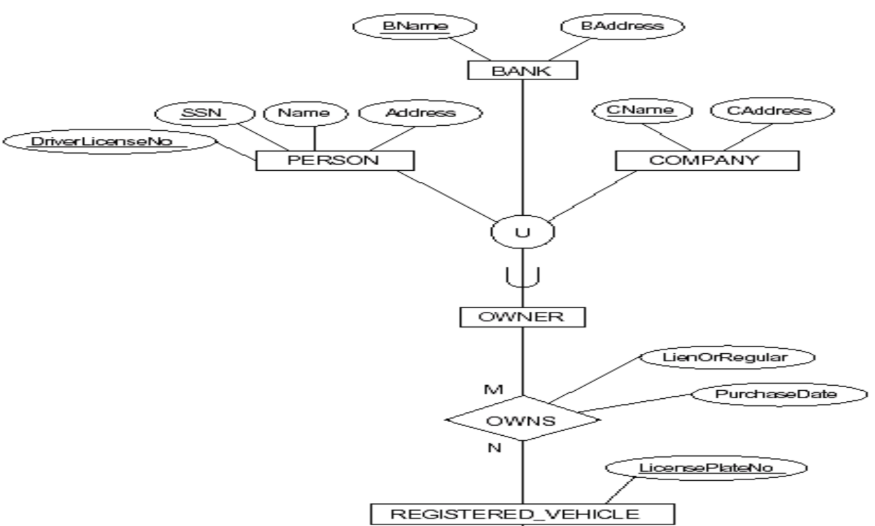 BName BAddress
BANK
SSN Name Address CName CAddress
DriverLicenseNo
PERSON COMPANY
U
OWNER
LienOrRegular
M PurchaseDate
OWNS
N
LicensePlateNo
REGISTERED_VEHICLE